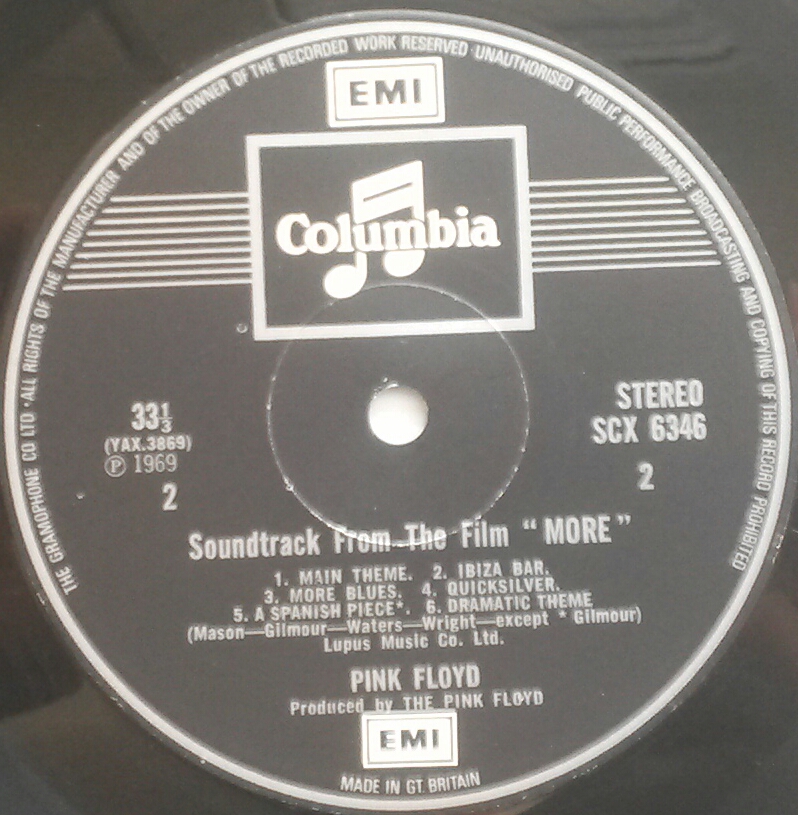 THE GRAMOPHONE CO LTD · ALL RIGHTS OF THE MANUFACTURER AND OF THE OWNER OF THE RECORDED WORK RESERVED · UNAUTHORISED PUBLIC PERFORMANCE BROADCASTING AND COPYING OF THIS RECORD PROHIBITED
EMI
Columbia
33⅓
(YAX.3869)
℗ 1969
2
STEREO
SCX 6346
2
Soundtrack From The Film “MORE”
1. MAIN THEME. 2. IBIZA BAR.
3. MORE BLUES. 4. QUICKSILVER.
5. A SPANISH PIECE*. 6. DRAMATIC THEME
(Mason—Gilmour—Waters—Wright—except * Gilmour)
Lupus Music Co. Ltd.
PINK FLOYD
Produced by THE PINK FLOYD
EMI
MADE IN GT. BRITAIN